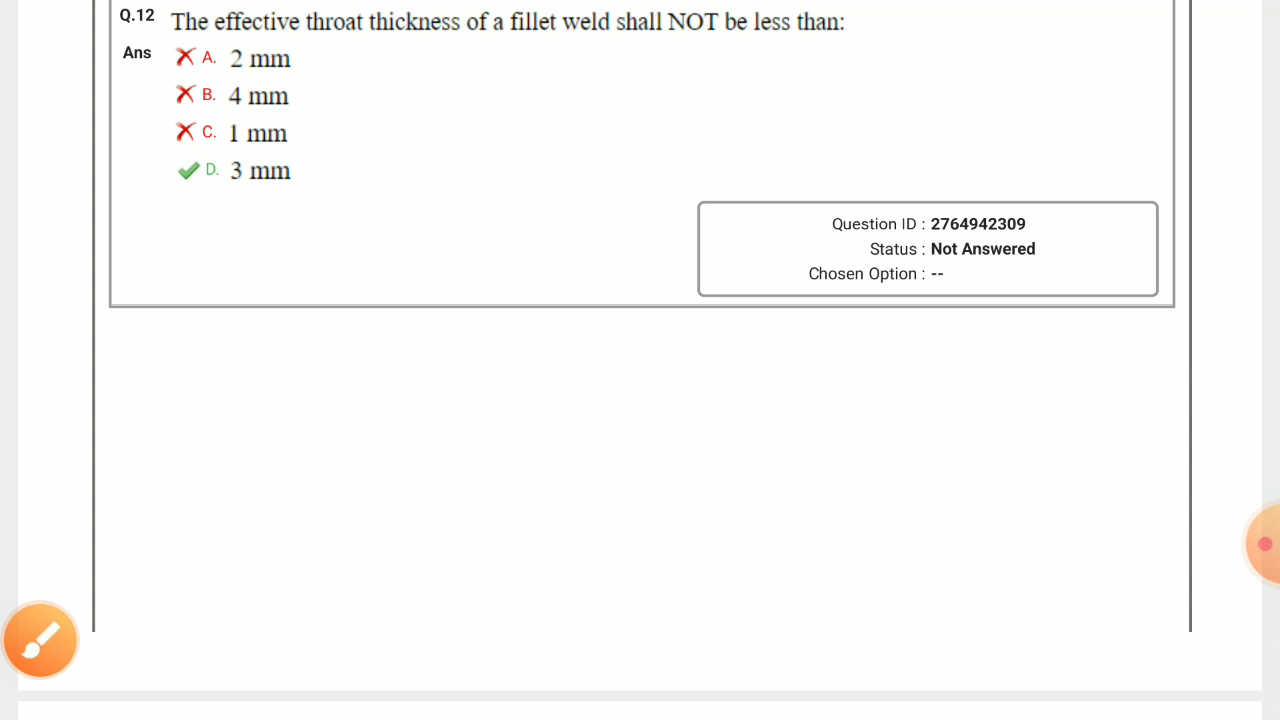 Q.12 The effective throat thickness of a fillet weld shall NOT be less than:
Ans A. 2 mm
B. 4 mm
C. 1 mm
D. 3 mm
Question ID : 2764942309
Status : Not Answered
Chosen Option : --